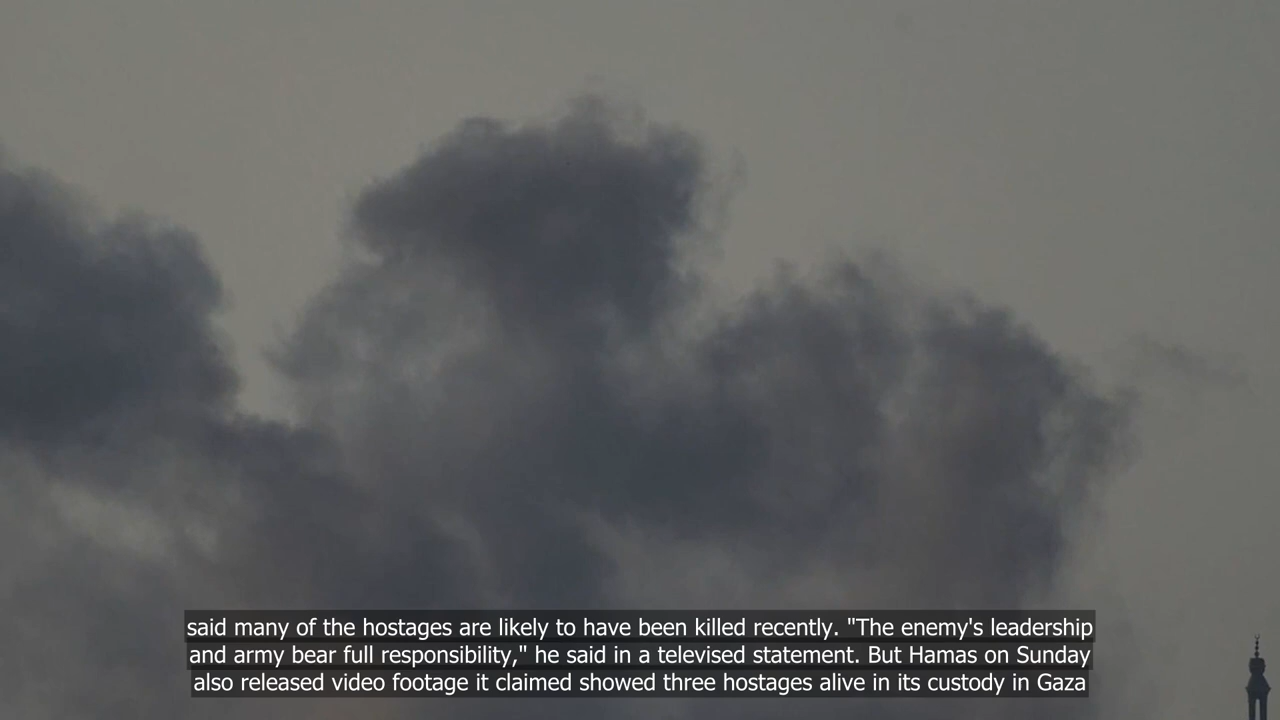 said many of the hostages are likely to have been killed recently. "The enemy's leadership
and army bear full responsibility," he said in a televised statement. But Hamas on Sunday
also released video footage it claimed showed three hostages alive in its custody in Gaza